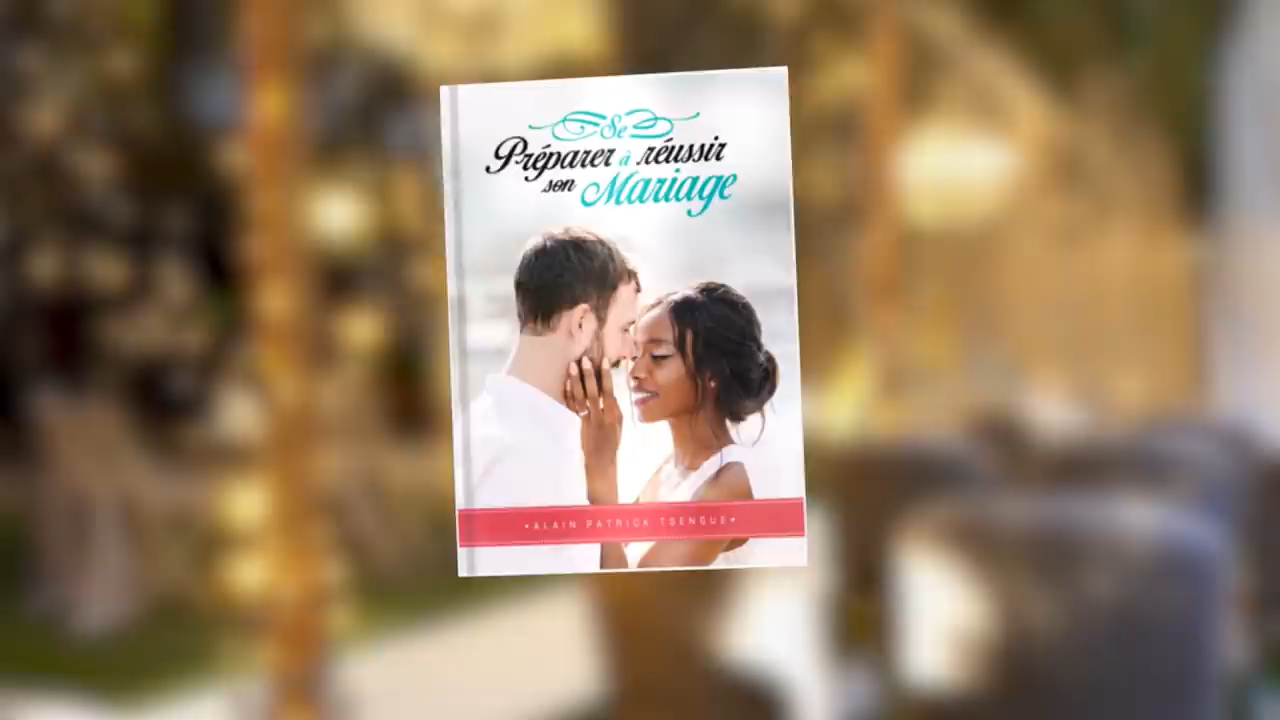 Se
Préparer à réussir
son Mariage
•ALAIN PATRICK TSENGUE•